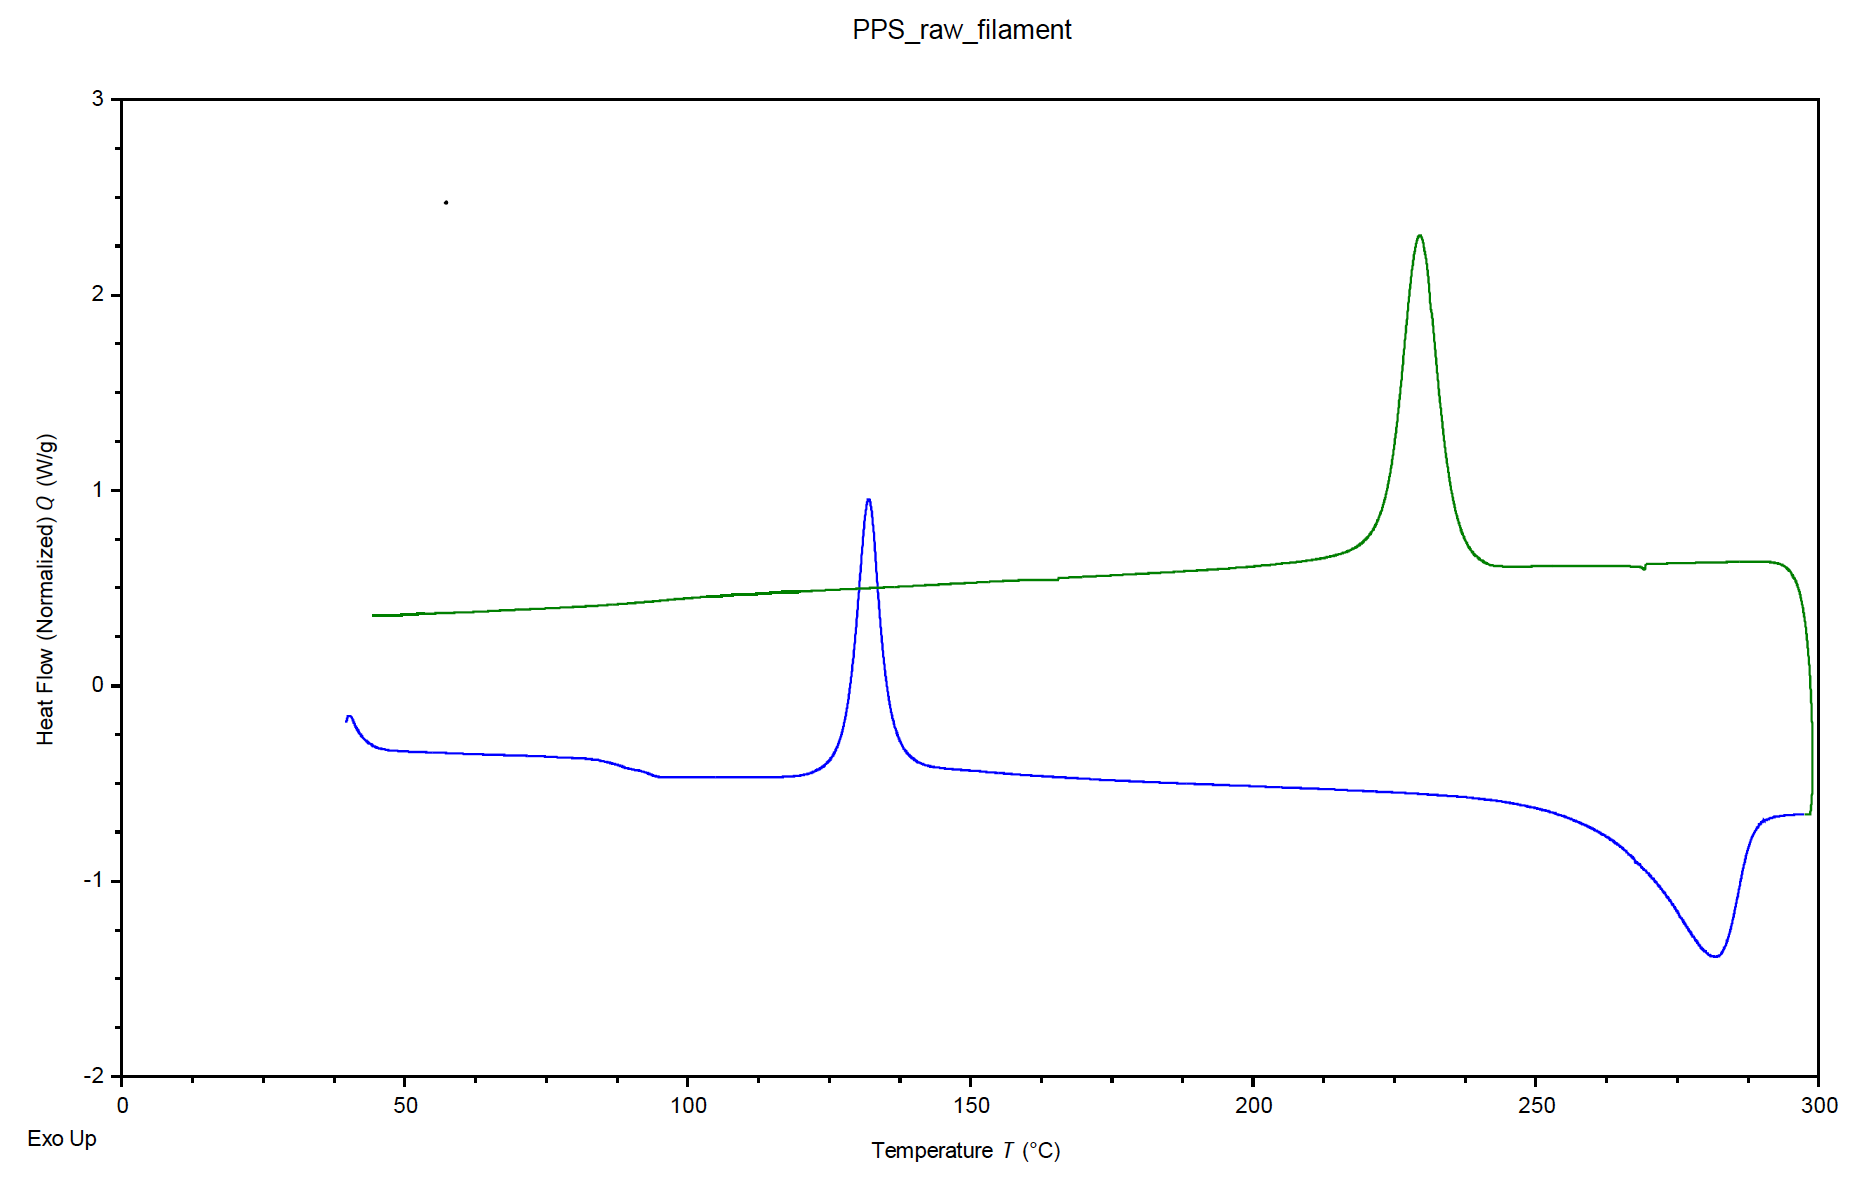 PPS_raw_filament
3
2
1
0
-1
-2
Heat Flow (Normalized) Q (W/g)
0 50 100 150 200 250 300
Exo Up
Temperature T (°C)